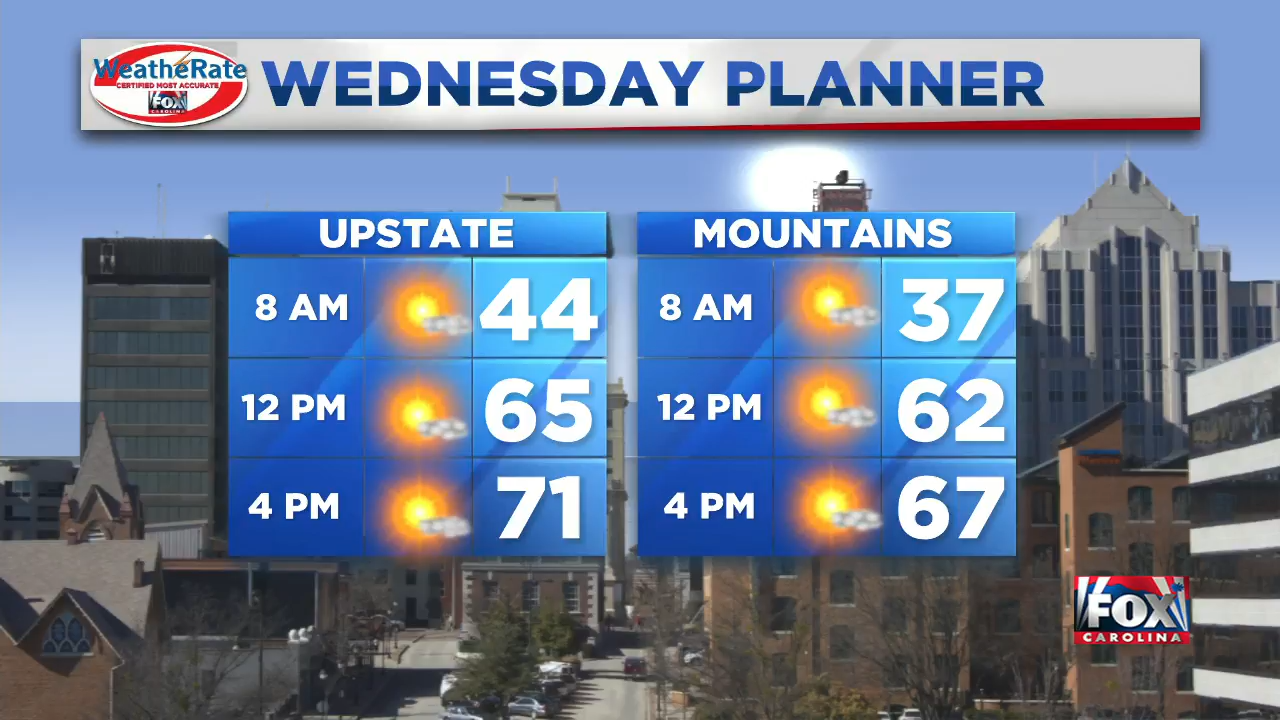 WeatheRate
CERTIFIED MOST ACCURATE
FOX
CAROLINA
WEDNESDAY PLANNER
UPSTATE
8 AM 44
12 PM 65
4 PM 71
MOUNTAINS
8 AM 37
12 PM 62
4 PM 67
FOX
CAROLINA